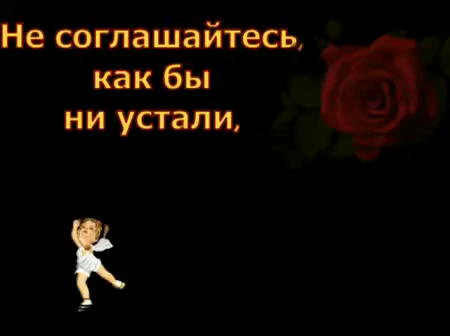 Не соглашайтесь,
как бы
ни устали,